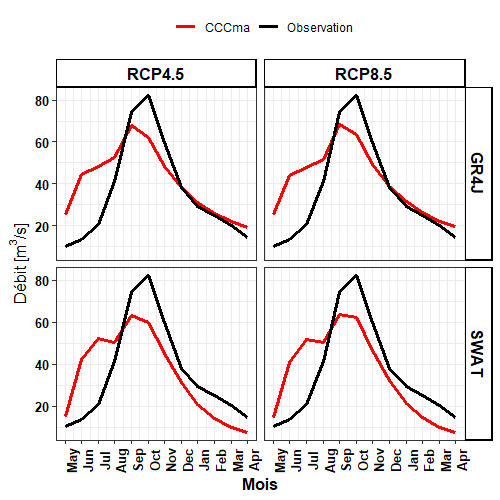 CCCma Observation
RCP4.5 RCP8.5
80
60
40
20
GR4J
80
60
40
20
SWAT
Débit [m³/s]
May Jun Jul Aug Sep Oct Nov Dec Jan Feb Mar Apr May Jun Jul Aug Sep Oct Nov Dec Jan Feb Mar Apr
Mois